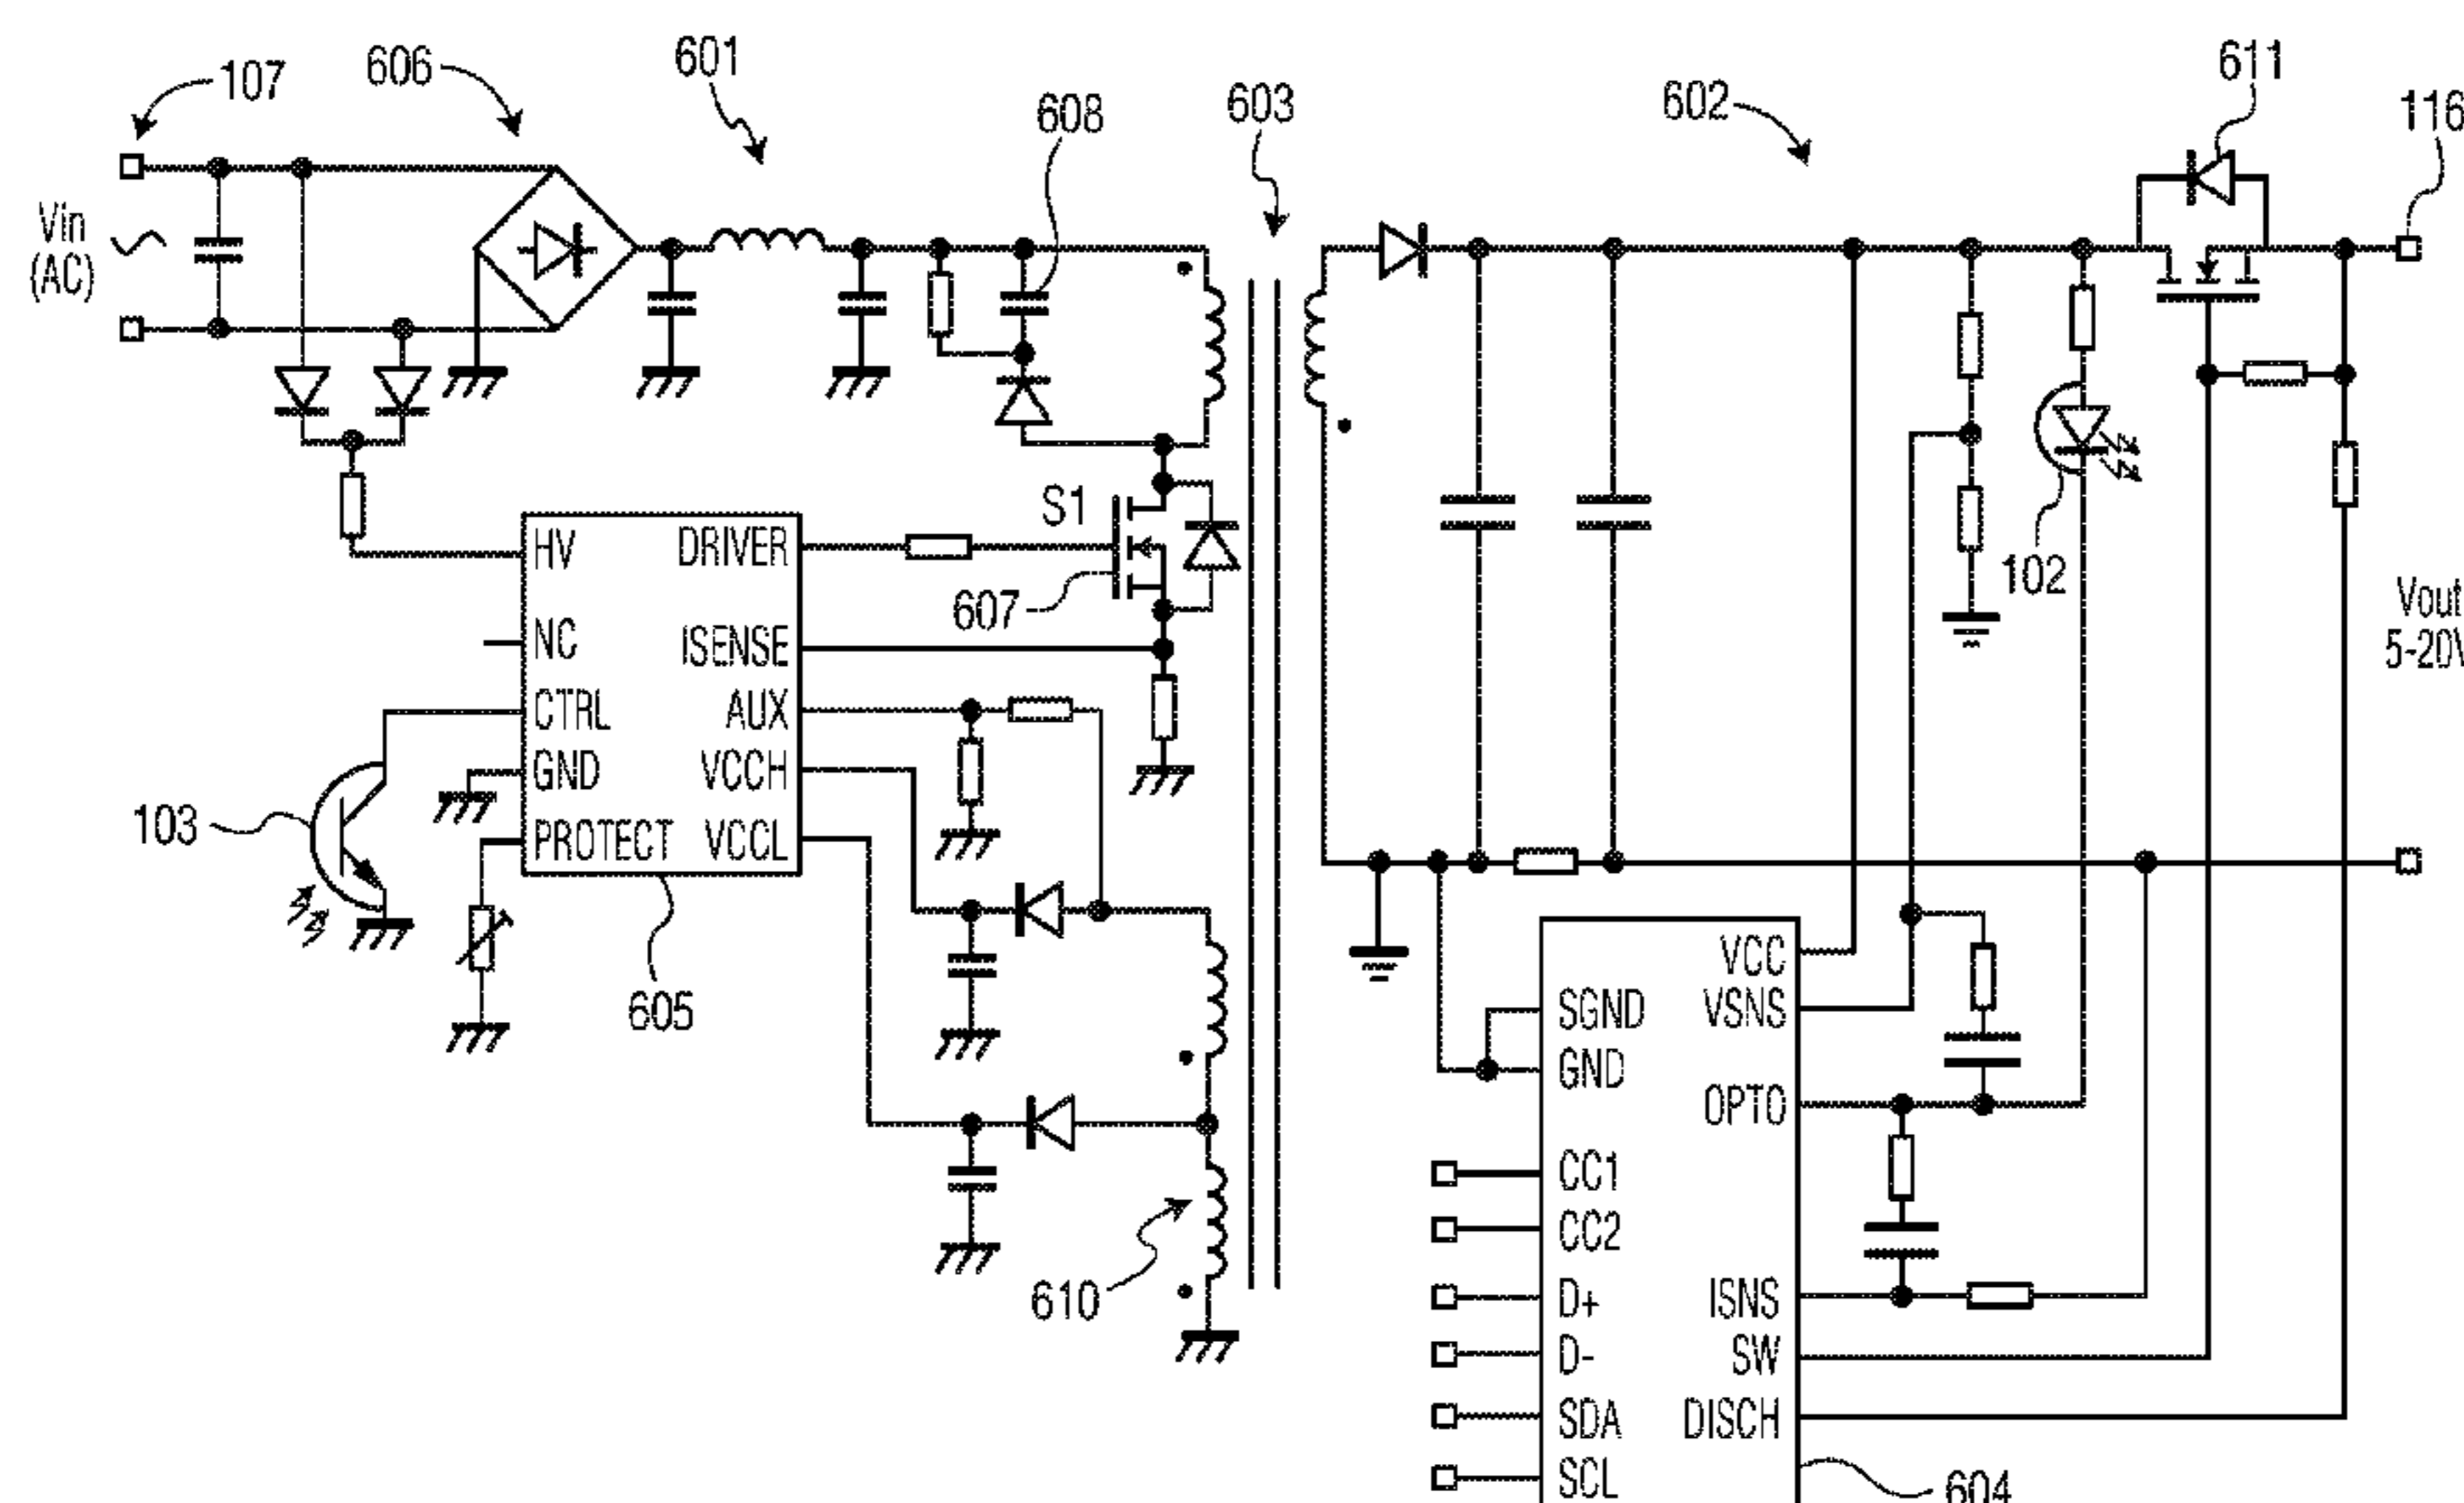 107
606
601
608
603
602
611
116
Vin
(AC)
S1
607
102
Vout
5-20V
HV
NC
CTRL
GND
PROTECT
DRIVER
ISENSE
AUX
VCCH
VCCL
103
605
610
SGND
GND
CC1
CC2
D+
D-
SDA
SCL
VCC
VSNS
OPTO
ISNS
SW
DISCH
604